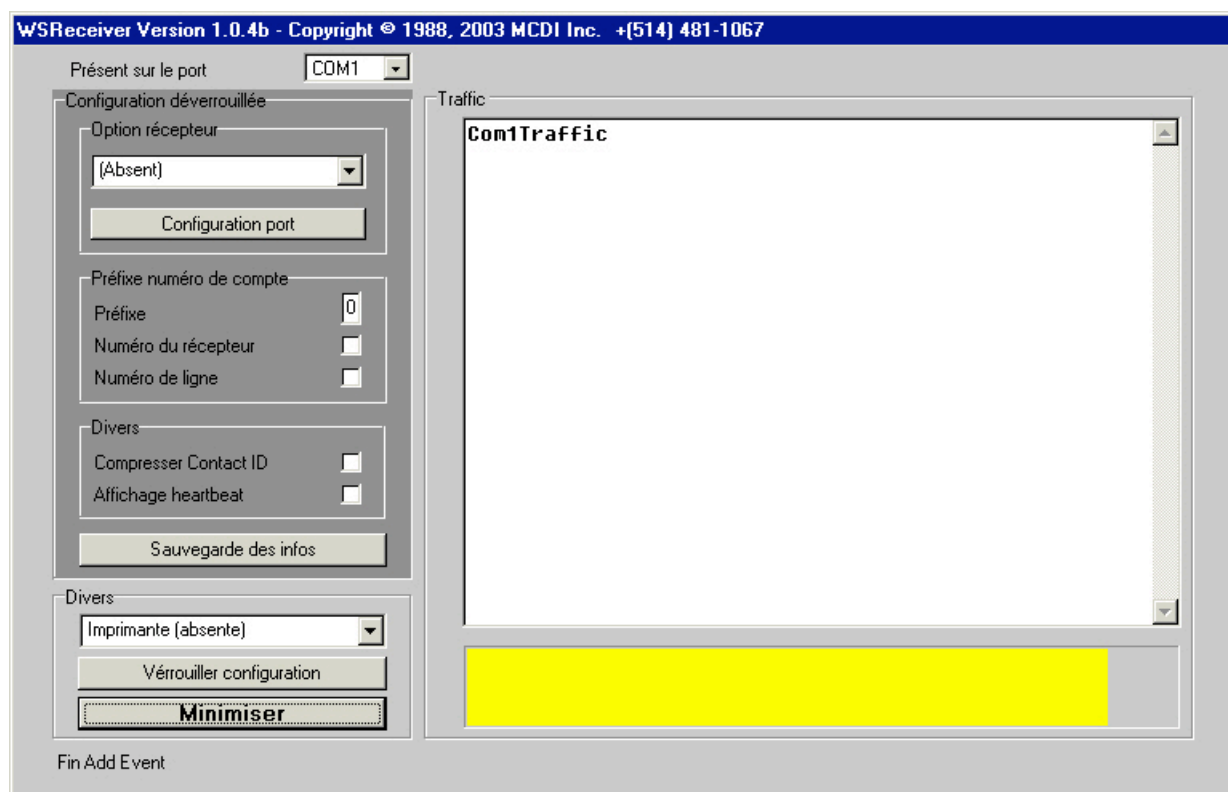 WSReceiver Version 1.0.4b - Copyright © 1988, 2003 MCDI Inc. +(514) 481-1067
Présent sur le port COM1
Configuration déverrouillée
Option récepteur
(Absent)
Configuration port
Préfixe numéro de compte
Préfixe 0
Numéro du récepteur
Numéro de ligne
Divers
Compresser Contact ID
Affichage heartbeat
Sauvegarde des infos
Divers
Imprimante (absente)
Vérrouiller configuration
Minimiser
Fin Add Event
Traffic
Com1Traffic